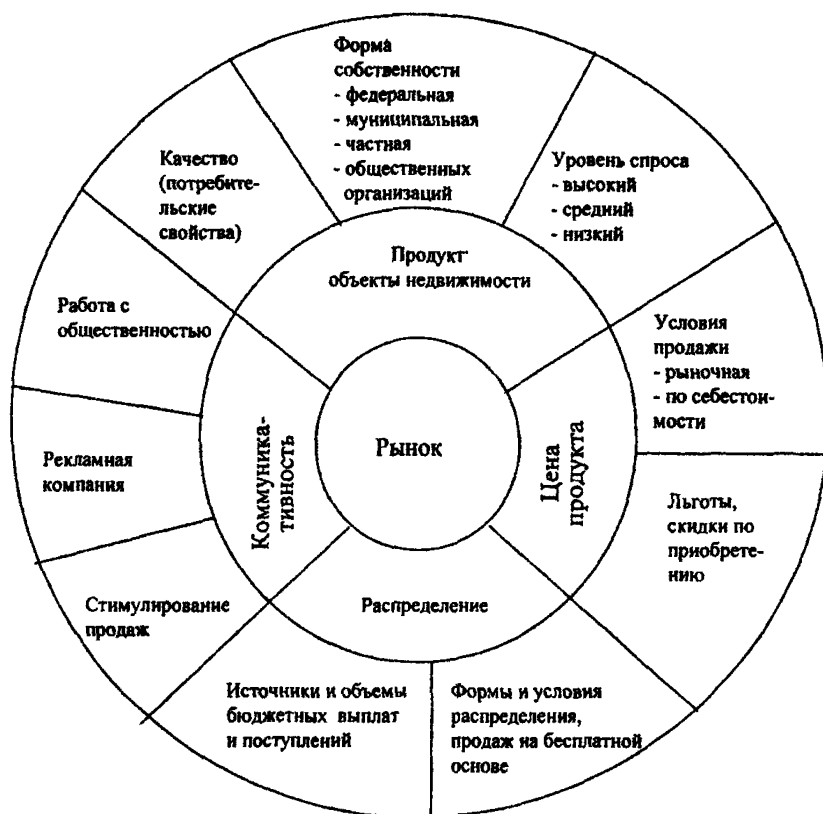 Форма
собственности
- федеральная
- муниципальная
- частная
- общественных
организаций
Качество
(потребите-
льские
свойства)
Уровень спроса
- высокий
- средний
- низкий
Продукт
объекты недвижимости
Работа с
общественностью
Условия
продажи
- рыночная
- по себестои-
мости
Коммуника-
тивность
Рынок
Цена
продукта
Рекламная
компания
Льготы,
скидки по
приобрете-
нию
Стимулирование
продаж
Распределение
Источники и объемы
бюджетных выплат
и поступлений
Формы и условия
распределения,
продаж на бесплатной
основе